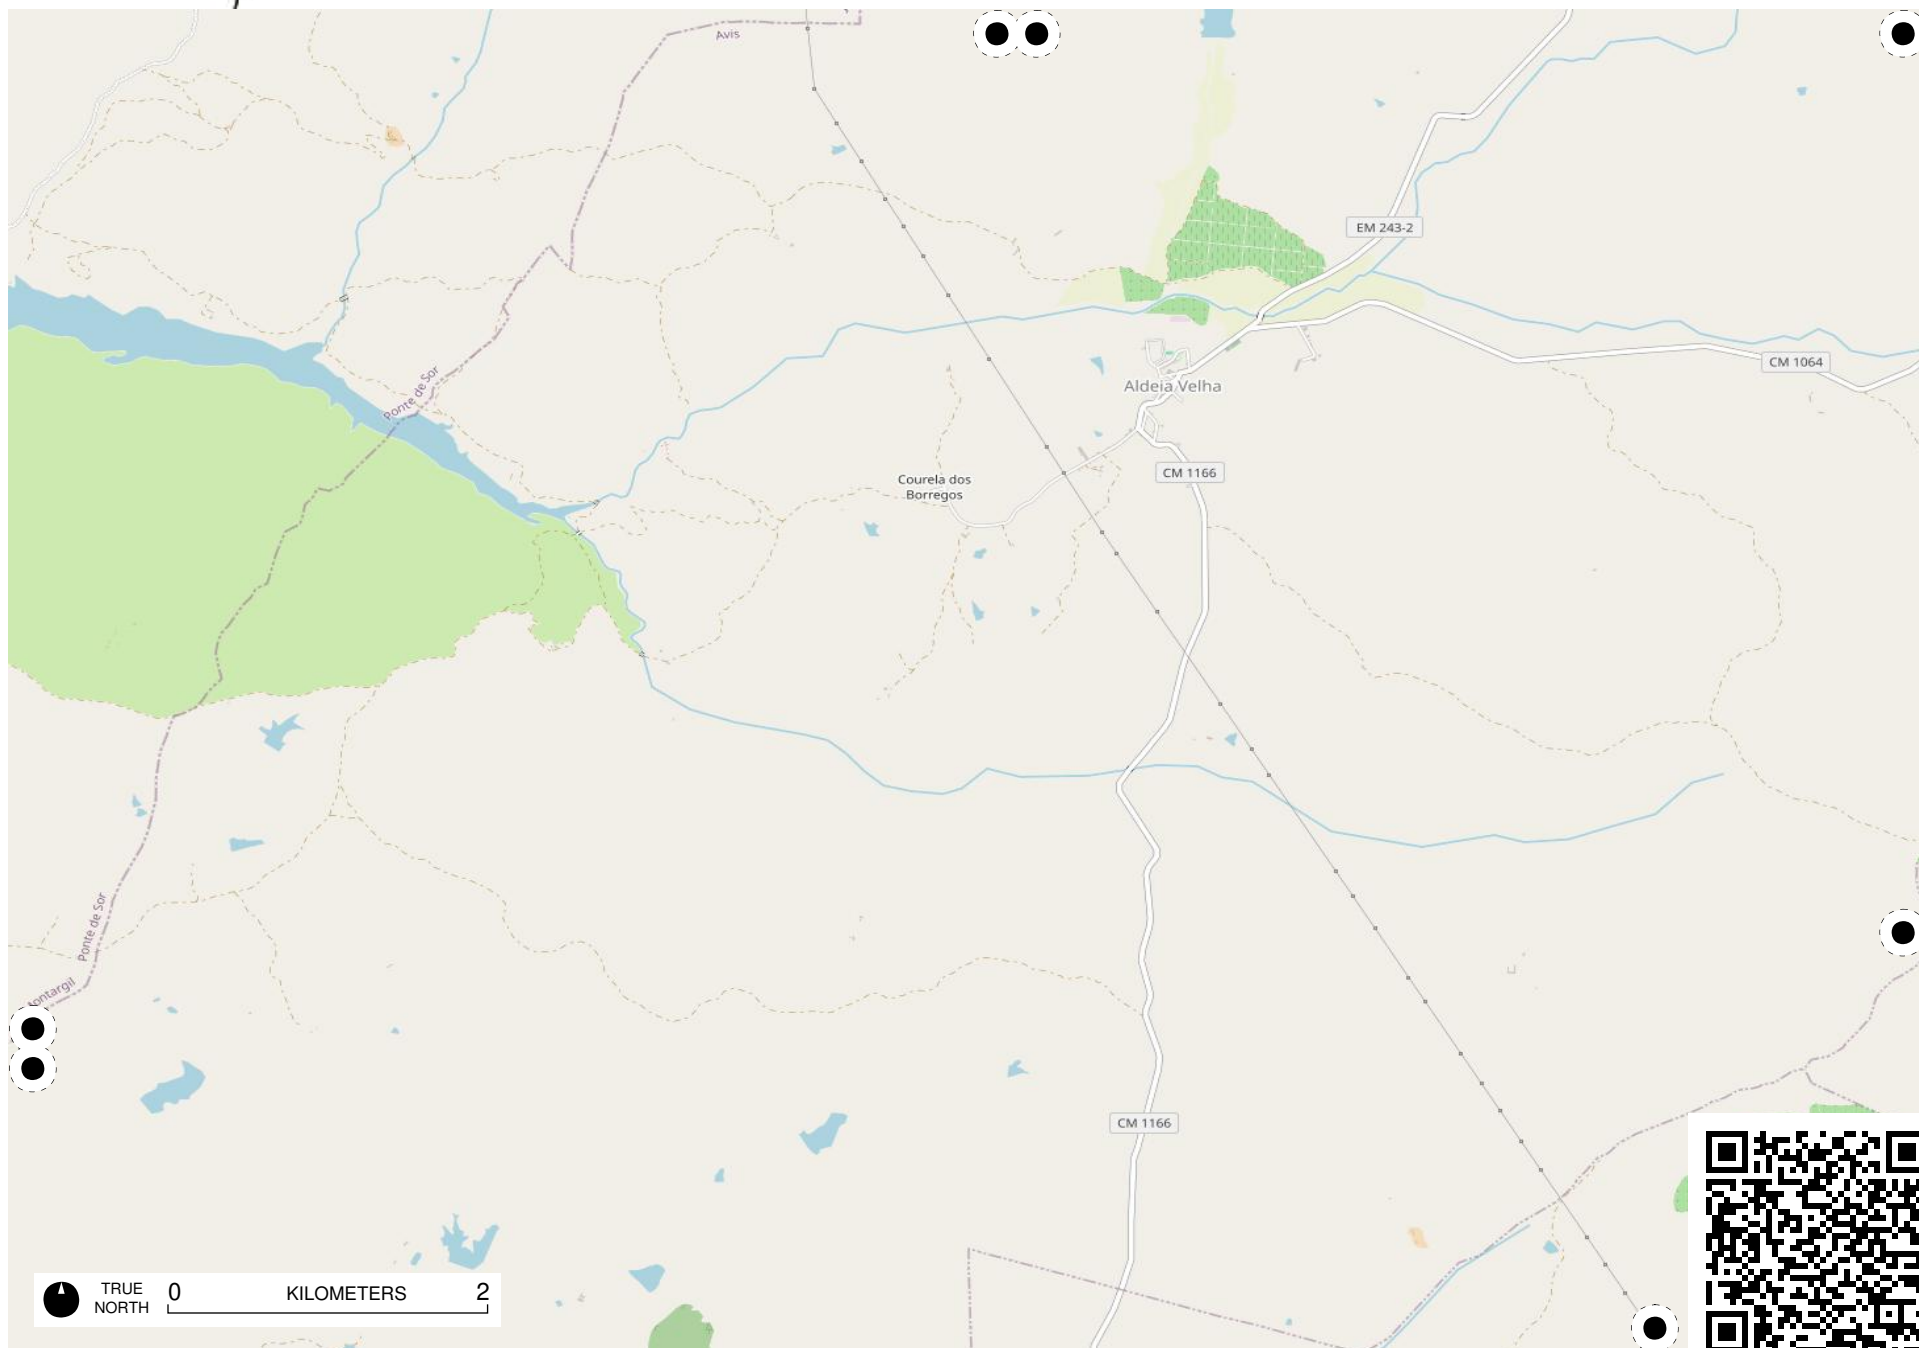 Avis
EM 243-2
CM 1064
Ponte de Sor
Aldeia Velha
CM 1166
Courela dos
Borregos
Ponte de Sor
CM 1166
TRUE
NORTH
0
KILOMETERS
2